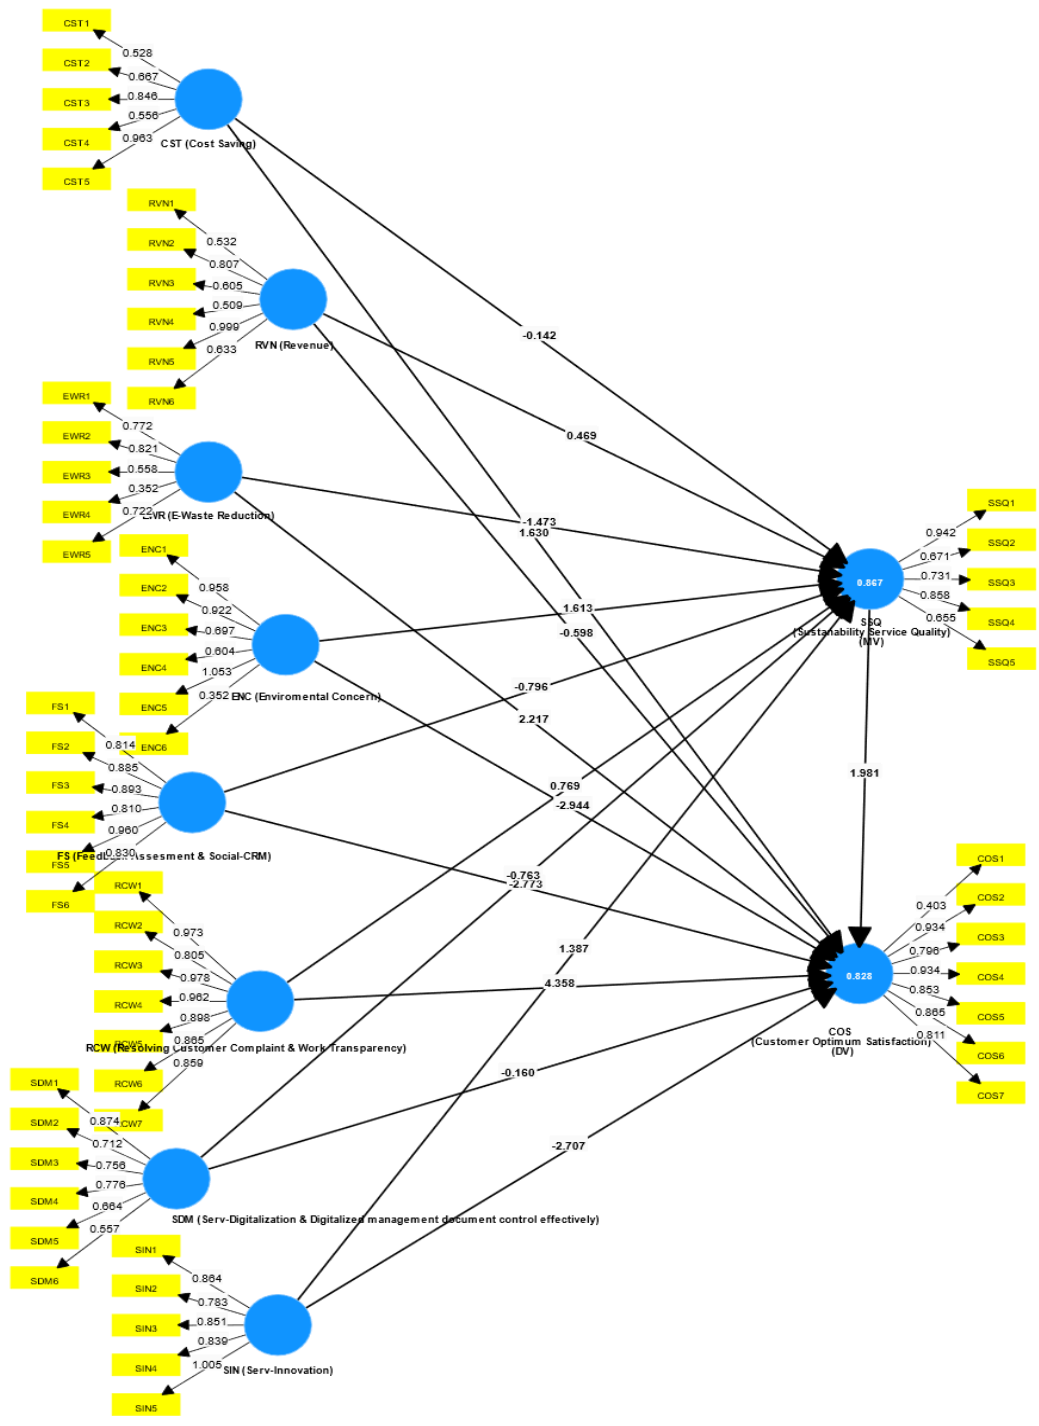 CST1
0.528
CST2
0.667
CST3
0.846
CST4
0.556
CST5
0.963
CST (Cost Saving)
RVN1
0.532
RVN2
0.807
RVN3
0.605
RVN4
0.509
RVN5
0.999
RVN6
0.633
RVN (Revenue)
EWR1
0.772
EWR2
0.821
EWR3
0.558
EWR4
0.352
EWR5
0.722
EWR (E-Waste Reduction)
ENC1
0.958
ENC2
0.922
ENC3
0.697
ENC4
0.604
ENC5
1.053
ENC6
0.352
ENC (Enviromental Concern)
FS1
0.814
FS2
0.885
FS3
0.893
FS4
0.810
FS5
0.960
FS6
0.830
FS (Feedback Assesment & Social-CRM)
RCW1
0.973
RCW2
0.805
RCW3
0.978
RCW4
0.962
RCW5
0.898
RCW6
0.865
RCW7
0.859
RCW (Resolving Customer Complaint & Work Transparency)
SDM1
0.874
SDM2
0.712
SDM3
0.756
SDM4
0.776
SDM5
0.664
SDM6
0.557
SDM (Serv-Digitalization & Digitalized management document control effectively)
SIN1
0.864
SIN2
0.783
SIN3
0.851
SIN4
0.839
SIN5
1.005
SIN (Serv-Innovation)
-0.142
0.469
-1.473
1.630
1.613
-0.598
-0.796
2.217
0.769
-2.944
-0.763
-2.773
1.387
4.358
-0.160
-2.707
1.981
0.867
SSQ
(Sustanability Service Quality)
(MV)
SSQ1
0.942
SSQ2
0.671
SSQ3
0.731
SSQ4
0.858
SSQ5
0.655
0.828
COS
(Customer Optimum Satisfaction)
(DV)
COS1
0.403
COS2
0.934
COS3
0.796
COS4
0.934
COS5
0.853
COS6
0.865
COS7
0.811